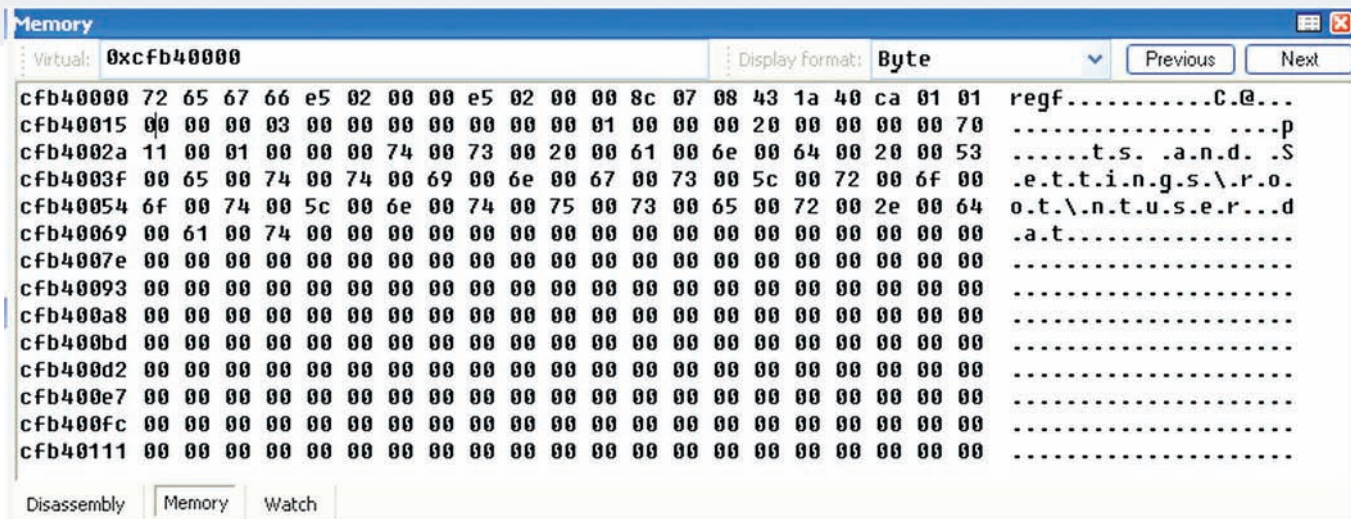 Memory
Virtual: 0xcfb40000 Display format: Byte Previous Next
cfb40000 72 65 67 66 e5 02 00 00 e5 02 00 00 8c 07 08 43 1a 40 ca 01 01 regf...........C.@...
cfb40015 00 00 00 03 00 00 00 00 00 00 00 01 00 00 00 20 00 00 00 00 70 ............... ....p
cfb4002a 11 00 01 00 00 00 74 00 73 00 20 00 61 00 6e 00 64 00 20 00 53 ......t.s. .a.n.d. .S
cfb4003f 00 65 00 74 00 74 00 69 00 6e 00 67 00 73 00 5c 00 72 00 6f 00 .e.t.t.i.n.g.s.\.r.o.
cfb40054 6f 00 74 00 5c 00 6e 00 74 00 75 00 73 00 65 00 72 00 2e 00 64 o.t.\.n.t.u.s.e.r...d
cfb40069 00 61 00 74 00 00 00 00 00 00 00 00 00 00 00 00 00 00 00 00 00 .a.t.................
cfb4007e 00 00 00 00 00 00 00 00 00 00 00 00 00 00 00 00 00 00 00 00 00 .....................
cfb40093 00 00 00 00 00 00 00 00 00 00 00 00 00 00 00 00 00 00 00 00 00 .....................
cfb400a8 00 00 00 00 00 00 00 00 00 00 00 00 00 00 00 00 00 00 00 00 00 .....................
cfb400bd 00 00 00 00 00 00 00 00 00 00 00 00 00 00 00 00 00 00 00 00 00 .....................
cfb400d2 00 00 00 00 00 00 00 00 00 00 00 00 00 00 00 00 00 00 00 00 00 .....................
cfb400e7 00 00 00 00 00 00 00 00 00 00 00 00 00 00 00 00 00 00 00 00 00 .....................
cfb400fc 00 00 00 00 00 00 00 00 00 00 00 00 00 00 00 00 00 00 00 00 00 .....................
cfb40111 00 00 00 00 00 00 00 00 00 00 00 00 00 00 00 00 00 00 00 00 00 .....................
Disassembly Memory Watch